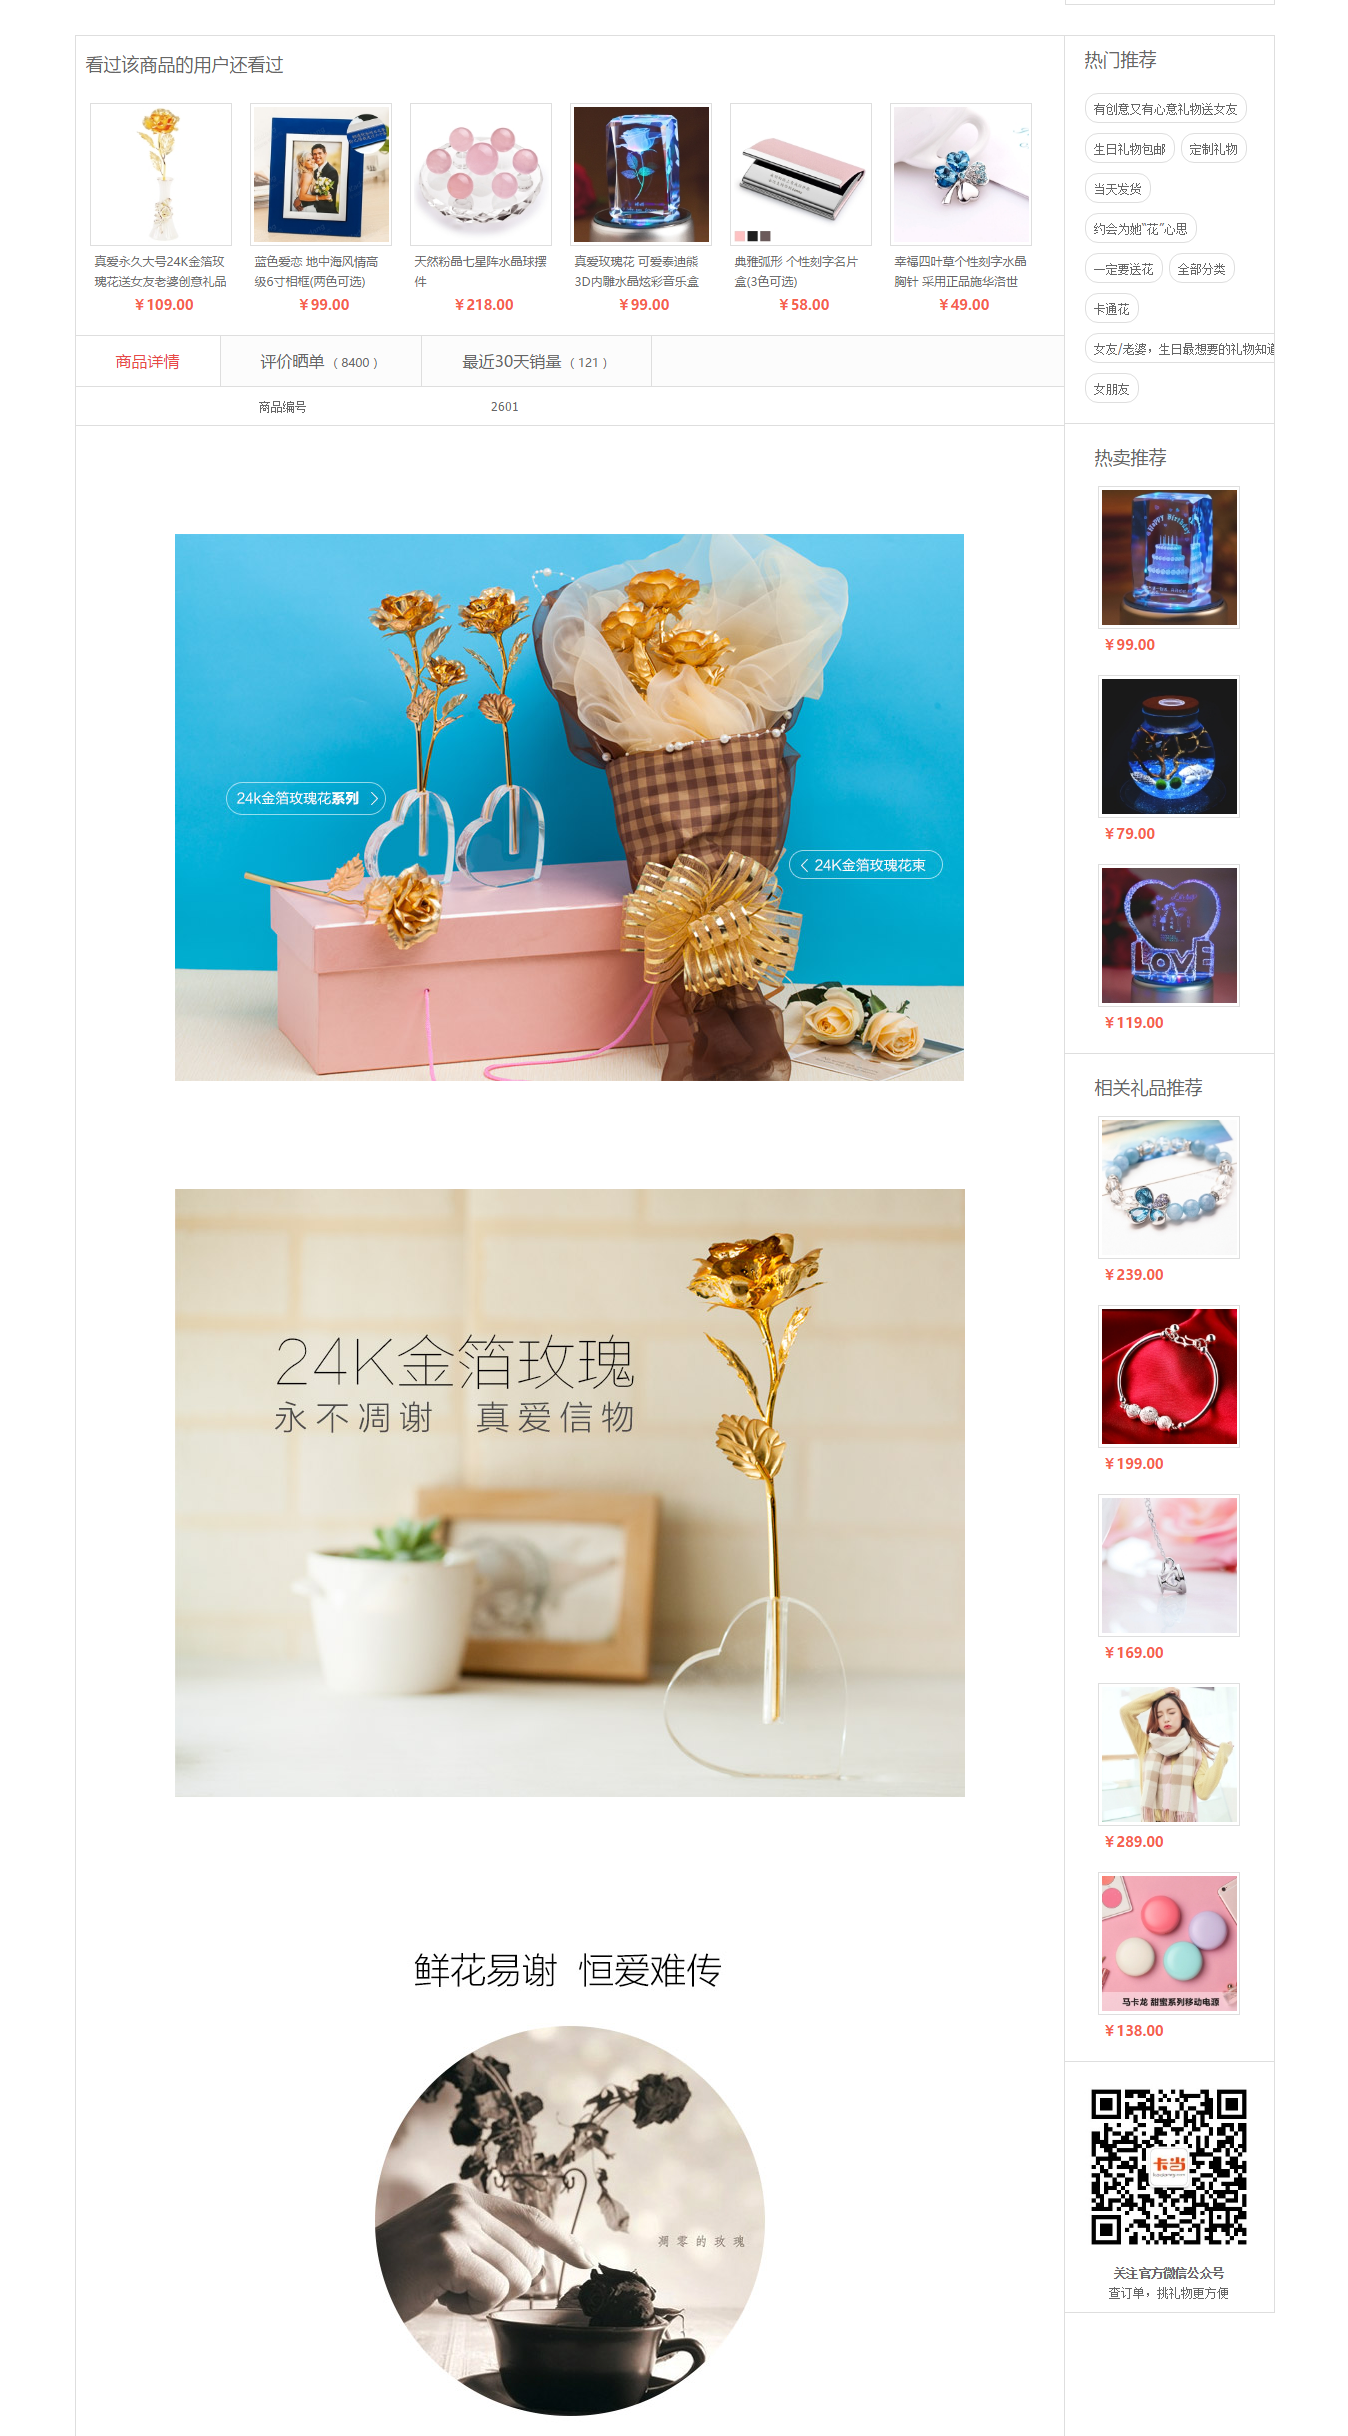 看过该商品的用户还看过
真爱永久大号24K金箔玫
瑰花送女友老婆创意礼品
￥109.00
蓝色爱恋 地中海风情高
级6寸相框(两色可选)
￥99.00
天然粉晶七星阵水晶球摆
件
￥218.00
真爱玫瑰花 可爱泰迪熊
3D内雕水晶炫彩音乐盒
￥99.00
典雅弧形 个性刻字名片
盒(3色可选)
￥58.00
幸福四叶草个性刻字水晶
胸针 采用正品施华洛世
￥49.00
商品详情
评价晒单（8400）
最近30天销量（121）
商品编号
2601
24k金箔玫瑰花系列
24K金箔玫瑰花束
24K金箔玫瑰
永不凋谢 真爱信物
鲜花易谢 恒爱难传
凋零的玫瑰
热门推荐
有创意又有心意礼物送女友
生日礼物包邮
定制礼物
当天发货
约会为她“花”心思
一定要送花
全部分类
卡通花
女友/老婆，生日最想要的礼物知道
女朋友
热卖推荐
Happy Birthday
￥99.00
￥79.00
LOVE
￥119.00
相关礼品推荐
￥239.00
￥199.00
￥169.00
￥289.00
马卡龙 甜蜜系列移动电源
￥138.00
卡当
关注官方微信公众号
查订单，挑礼物更方便